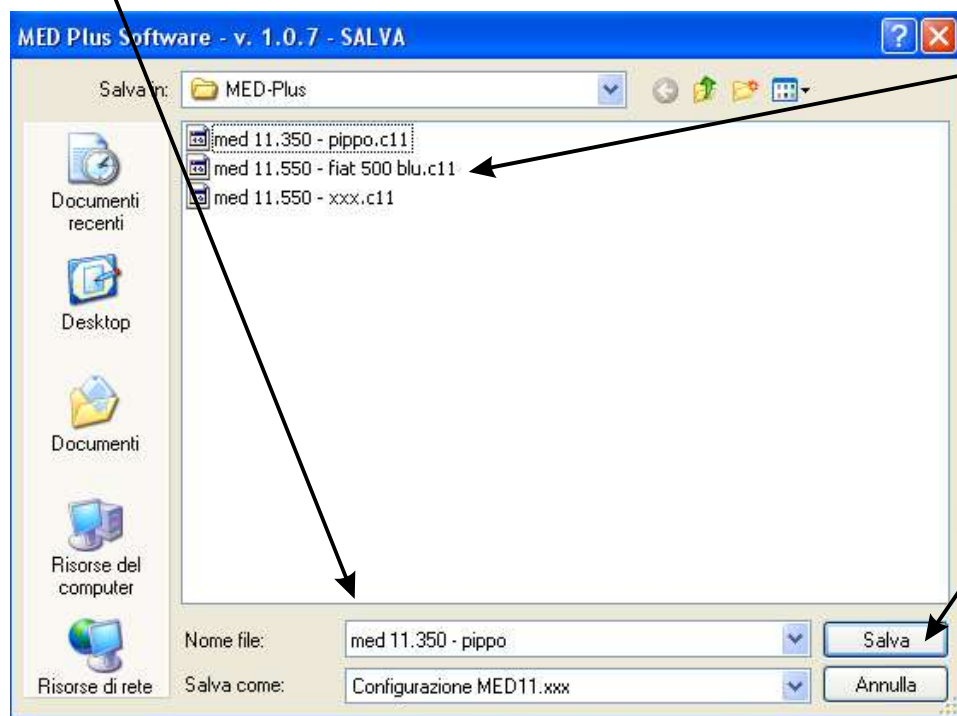 MED Plus Software - v. 1.0.7 - SALVA
Salva in:
MED-Plus
med 11.350 - pippo.c11
med 11.550 - fiat 500 blu.c11
med 11.550 - xxx.c11
Documenti
recenti
Desktop
Documenti
Risorse del
computer
Risorse di rete
Nome file:
med 11.350 - pippo
Salva
Salva come:
Configurazione MED11.xxx
Annulla